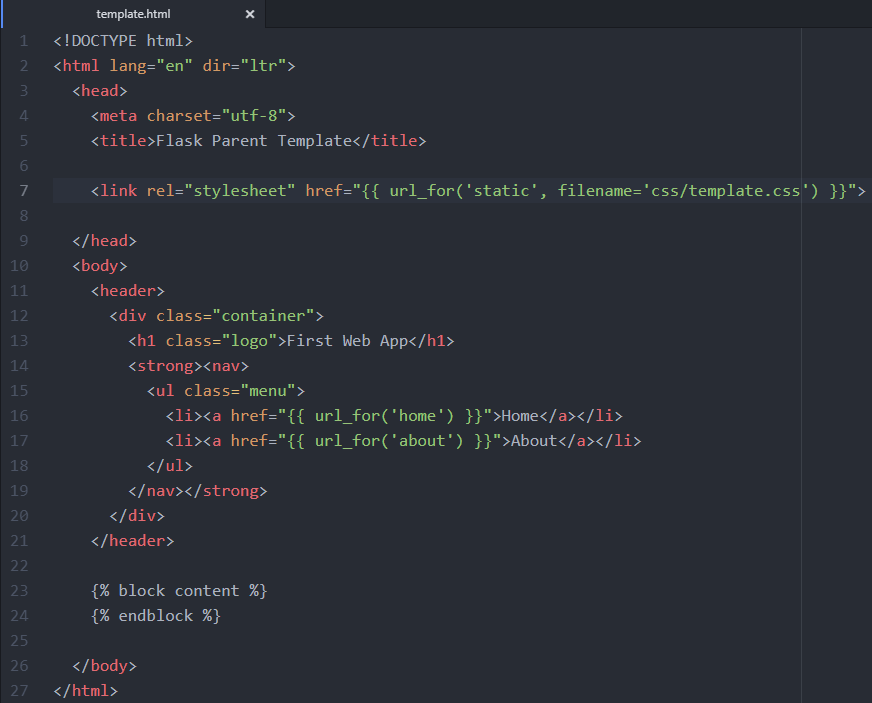 template.html ×
1 <!DOCTYPE html>
2 <html lang="en" dir="ltr">
3   <head>
4     <meta charset="utf-8">
5     <title>Flask Parent Template</title>
6
7     <link rel="stylesheet" href="{{ url_for('static', filename='css/template.css') }}">
8
9   </head>
10   <body>
11     <header>
12       <div class="container">
13         <h1 class="logo">First Web App</h1>
14         <strong><nav>
15           <ul class="menu">
16             <li><a href="{{ url_for('home') }}">Home</a></li>
17             <li><a href="{{ url_for('about') }}">About</a></li>
18           </ul>
19         </nav></strong>
20       </div>
21     </header>
22
23     {% block content %}
24     {% endblock %}
25
26   </body>
27 </html>